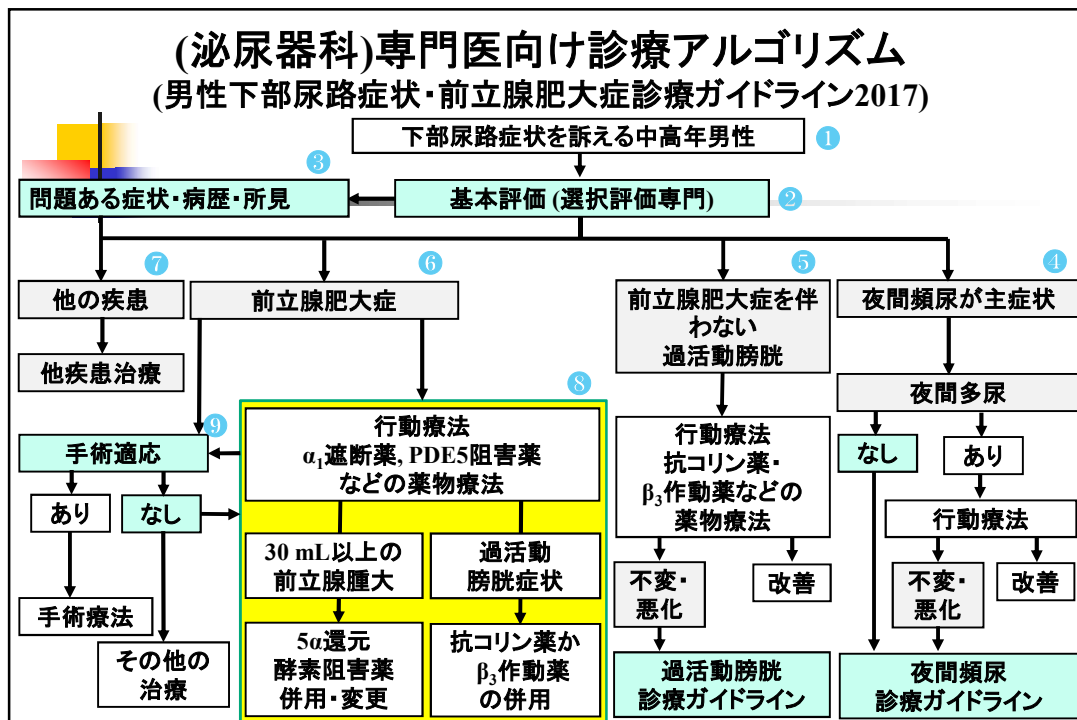 (泌尿器科)専門医向け診療アルゴリズム
(男性下部尿路症状・前立腺肥大症診療ガイドライン2017)
下部尿路症状を訴える中高年男性
❶
❸
問題ある症状・病歴・所見
基本評価 (選択評価専門)
❷
❼
他の疾患
他疾患治療
❻
前立腺肥大症
❺
前立腺肥大症を伴
わない
過活動膀胱
❹
夜間頻尿が主症状
夜間多尿
❾
手術適応
あり
なし
手術療法
その他の
治療
❽
行動療法
α₁遮断薬, PDE5阻害薬
などの薬物療法
30 mL以上の
前立腺腫大
過活動
膀胱症状
5α還元
酵素阻害薬
併用・変更
抗コリン薬か
β₃作動薬
の併用
行動療法
抗コリン薬・
β₃作動薬などの
薬物療法
不変・
悪化
改善
過活動膀胱
診療ガイドライン
なし
あり
行動療法
不変・
悪化
改善
夜間頻尿
診療ガイドライン